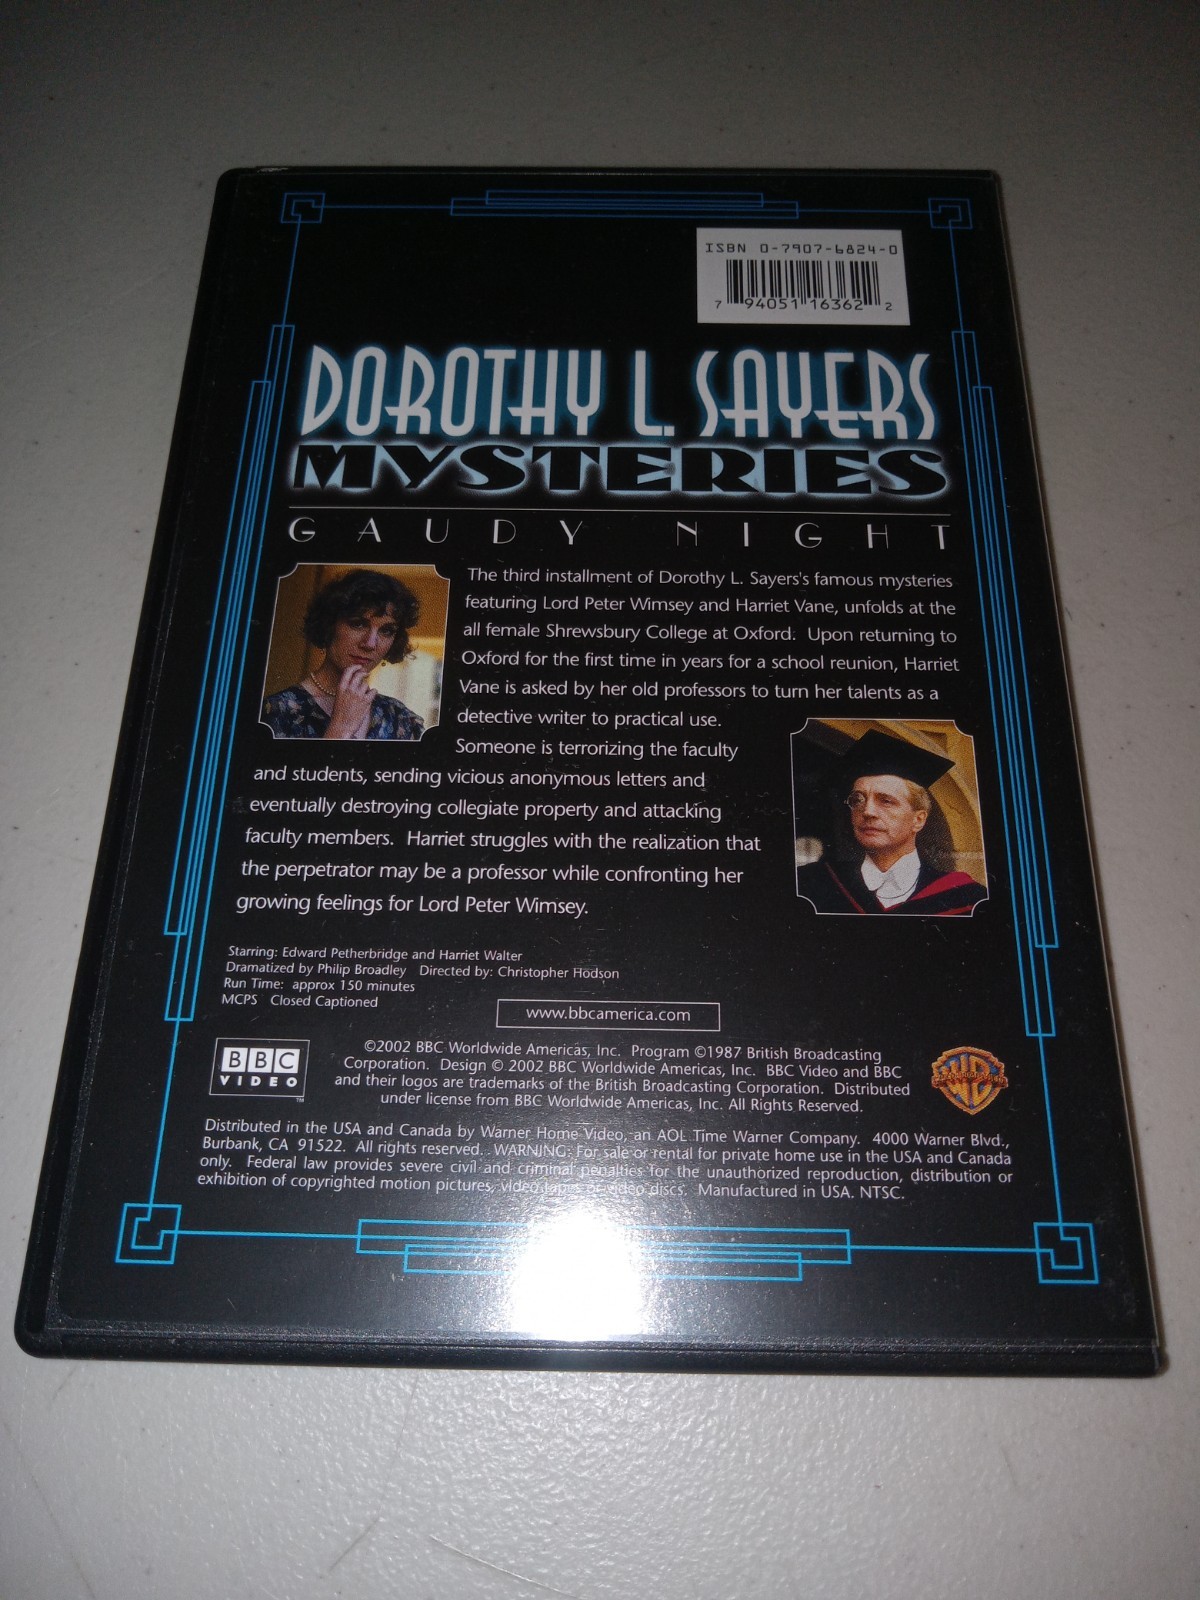 ISBN 0-7907-6824-0
7 94051 16362 2
DOROTHY L. SAYERS
MYSTERIES
GAUDY NIGHT
The third installment of Dorothy L. Sayers's famous mysteries
featuring Lord Peter Wimsey and Harriet Vane, unfolds at the
all female Shrewsbury College at Oxford. Upon returning to
Oxford for the first time in years for a school reunion, Harriet
Vane is asked by her old professors to turn her talents as a
detective writer to practical use.
Someone is terrorizing the faculty
and students, sending vicious anonymous letters and
eventually destroying collegiate property and attacking
faculty members. Harriet struggles with the realization that
the perpetrator may be a professor while confronting her
growing feelings for Lord Peter Wimsey.
Starring: Edward Petherbridge and Harriet Walter
Dramatized by Philip Broadley Directed by: Christopher Hodson
Run Time: approx 150 minutes
MCPS Closed Captioned
www.bbcamerica.com
BBC
VIDEO
TM
©2002 BBC Worldwide Americas, Inc. Program ©1987 British Broadcasting
Corporation. Design © 2002 BBC Worldwide Americas, Inc. BBC Video and BBC
and their logos are trademarks of the British Broadcasting Corporation. Distributed
under license from BBC Worldwide Americas, Inc. All Rights Reserved.
Distributed in the USA and Canada by Warner Home Video, an AOL Time Warner Company. 4000 Warner Blvd.,
Burbank, CA 91522. All rights reserved. WARNING: For sale or rental for private home use in the USA and Canada
only. Federal law provides severe civil and criminal penalties for the unauthorized reproduction, distribution or
exhibition of copyrighted motion pictures, video tapes or video discs. Manufactured in USA. NTSC.